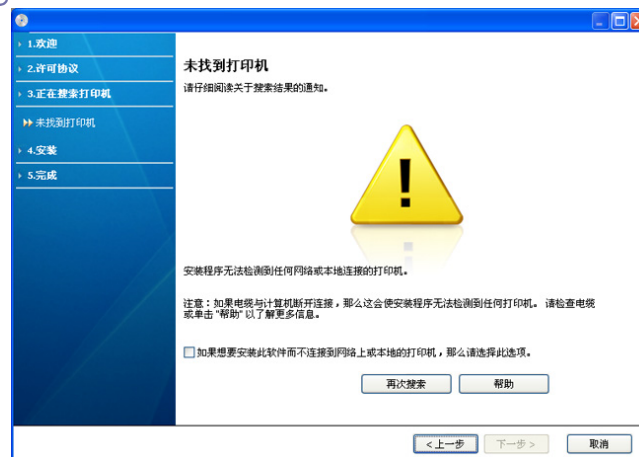 1.欢迎
2.许可协议
3.正在搜索打印机
未找到打印机
4.安装
5.完成
未找到打印机
请仔细阅读关于搜索结果的通知。
安装程序无法检测到任何网络或本地连接的打印机。
注意:如果电缆与计算机断开连接,那么这会使安装程序无法检测到任何打印机。 请检查电缆
或单击 "帮助" 以了解更多信息。
如果想要安装此软件而不连接到网络上或本地的打印机,那么请选择此选项。
再次搜索
帮助
< 上一步
下一步 >
取消